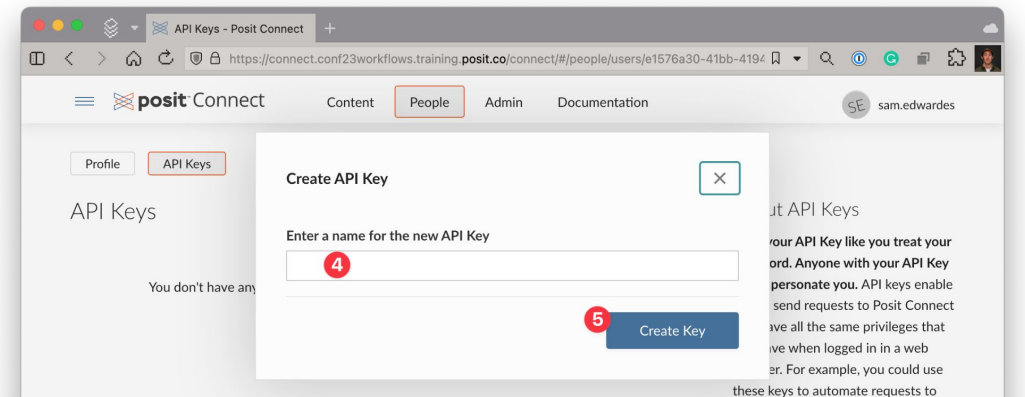 API Keys - Posit Connect
https://connect.conf23workflows.training.posit.co/connect/#/people/users/e1576a30-41bb-4194
posit Connect Content People Admin Documentation SE sam.edwardes
Profile API Keys
API Keys
You don't have any
Create API Key
Enter a name for the new API Key
4
5 Create Key
ut API Keys
your API Key like you treat your
ord. Anyone with your API Key
personate you. API keys enable
send requests to Posit Connect
ave all the same privileges that
ve when logged in in a web
er. For example, you could use
these keys to automate requests to